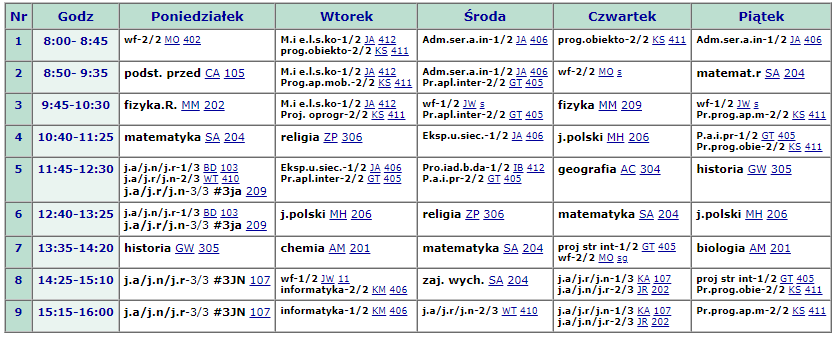 Nr Godz Poniedziałek Wtorek Środa Czwartek Piątek
1 8:00- 8:45 wf-2/2 MO 402 M.i e.l.s.ko-1/2 JA 412 Adm.ser.a.in-1/2 JA 406 prog.obiekto-2/2 KS 411 Adm.ser.a.in-1/2 JA 406
prog.obiekto-2/2 KS 411
2 8:50- 9:35 podst. przed CA 105 M.i e.l.s.ko-1/2 JA 412 Adm.ser.a.in-1/2 JA 406 wf-2/2 MO s matemat.r SA 204
Prog.ap.mob.-2/2 KS 411 Pr.apl.inter-2/2 GT 405
3 9:45-10:30 fizyka.R. MM 202 M.i e.l.s.ko-1/2 JA 412 wf-1/2 JW s fizyka MM 209 wf-1/2 JW s
Proj. oprogr-2/2 KS 411 Pr.apl.inter-2/2 GT 405 Pr.prog.ap.m-2/2 KS 411
4 10:40-11:25 matematyka SA 204 religia ZP 306 Eksp.u.siec.-1/2 JA 406 j.polski MH 206 P.a.i.pr-1/2 GT 405
Pr.prog.obie-2/2 KS 411
5 11:45-12:30 j.a/j.n/j.r-1/3 BD 103 Eksp.u.siec.-1/2 JA 406 Pro.iad.b.da-1/2 IB 412 geografia AC 304 historia GW 305
j.a/j.r/j.n-2/3 WT 410 Pr.apl.inter-2/2 GT 405 P.a.i.pr-2/2 GT 405
j.a/j.r/j.n-3/3 #3ja 209
6 12:40-13:25 j.a/j.n/j.r-1/3 BD 103 j.polski MH 206 religia ZP 306 matematyka SA 204 j.polski MH 206
j.a/j.r/j.n-3/3 #3ja 209
7 13:35-14:20 historia GW 305 chemia AM 201 matematyka SA 204 proj str int-1/2 GT 405 biologia AM 201
wf-2/2 MO sg
8 14:25-15:10 j.a/j.n/j.r-3/3 #3JN 107 wf-1/2 JW 11 zaj. wych. SA 204 j.a/j.r/j.n-1/3 KA 107 proj str int-1/2 GT 405
informatyka-2/2 KM 406 j.a/j.n/j.r-2/3 JR 202 Pr.prog.obie-2/2 KS 411
9 15:15-16:00 j.a/j.n/j.r-3/3 #3JN 107 informatyka-1/2 KM 406 j.a/j.r/j.n-2/3 WT 410 j.a/j.r/j.n-1/3 KA 107 Pr.prog.ap.m-2/2 KS 411
j.a/j.n/j.r-2/3 JR 202